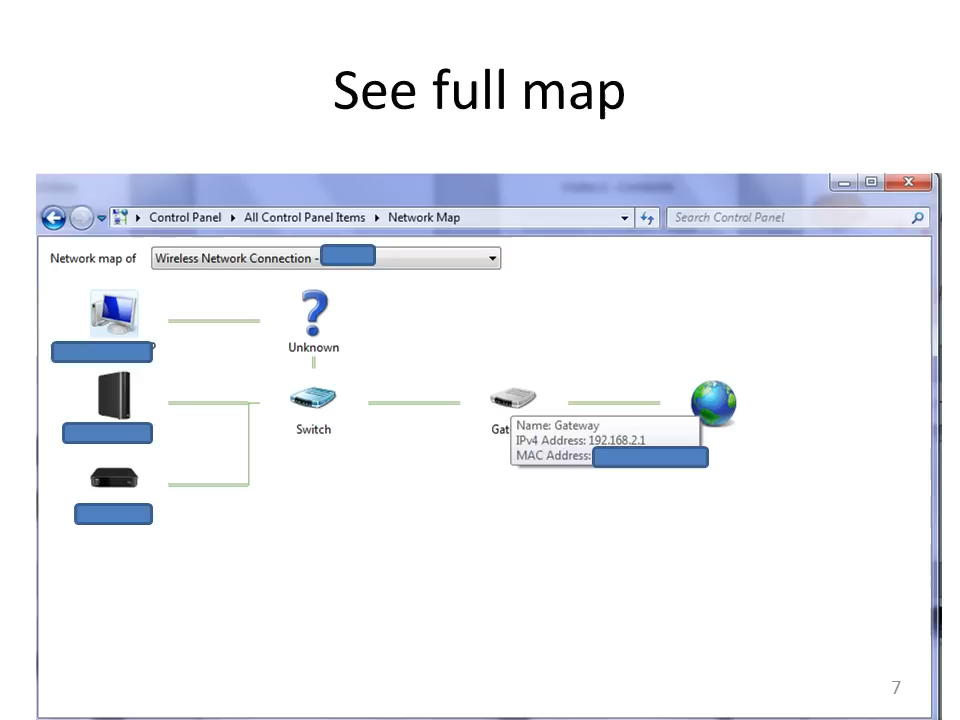 See full map
Control Panel ▸ All Control Panel Items ▸ Network Map
Search Control Panel
Network map of
Wireless Network Connection -
Unknown
Switch
Gat
Name: Gateway
IPv4 Address: 192.168.2.1
MAC Address:
7